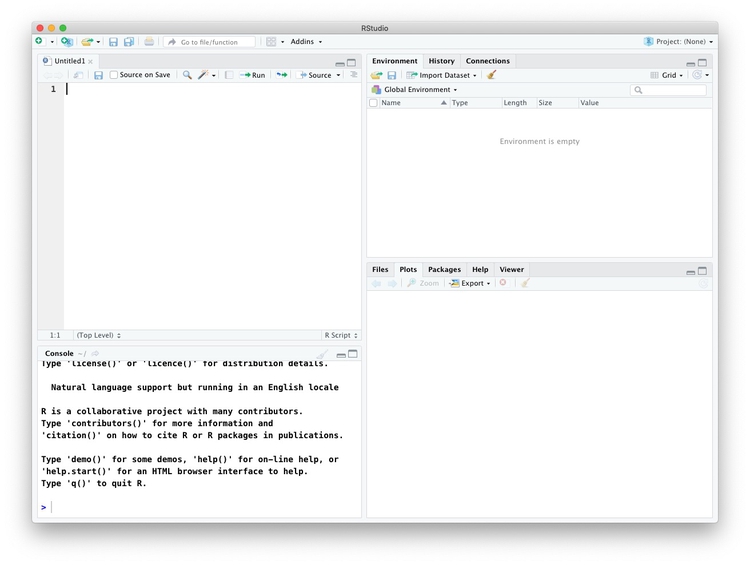 RStudio
Go to file/function
Addins
Project: (None)
Untitled1
Source on Save
Run
Source
1
1:1
(Top Level)
R Script
Console ~/
Type 'license()' or 'licence()' for distribution details.
Natural language support but running in an English locale
R is a collaborative project with many contributors.
Type 'contributors()' for more information and
'citation()' on how to cite R or R packages in publications.
Type 'demo()' for some demos, 'help()' for on-line help, or
'help.start()' for an HTML browser interface to help.
Type 'q()' to quit R.
>
Environment History Connections
Import Dataset
Grid
Global Environment
Name Type Length Size Value
Environment is empty
Files Plots Packages Help Viewer
Zoom
Export